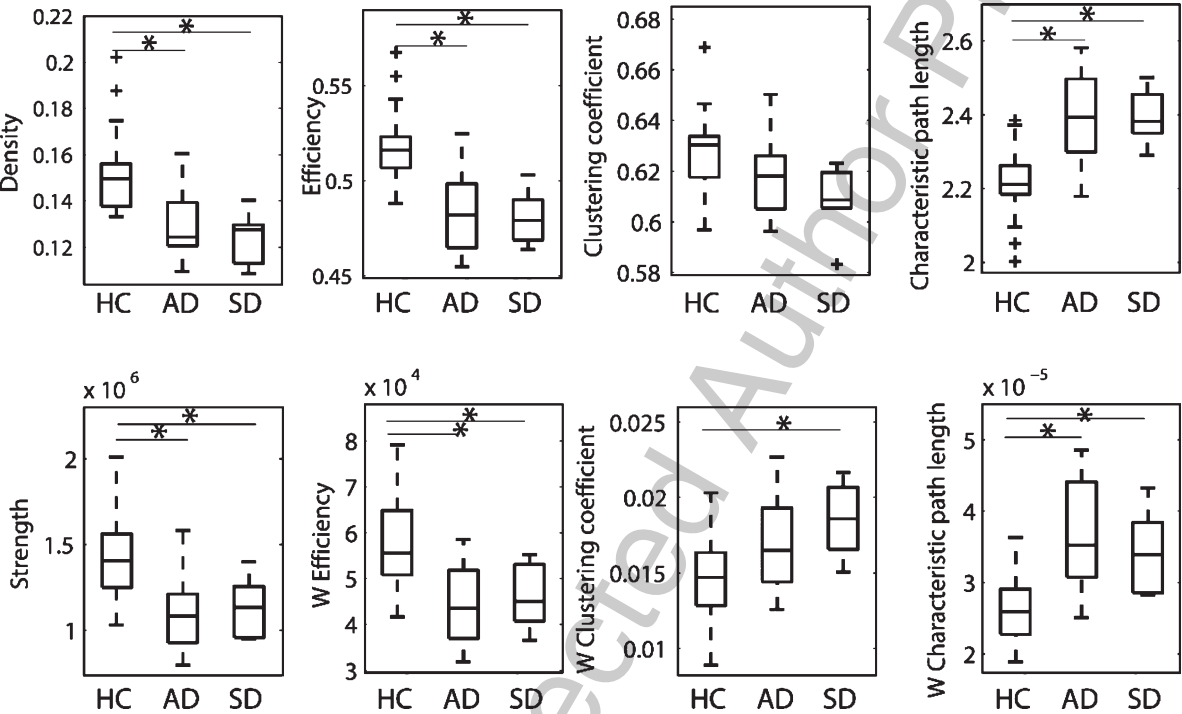 Density
0.22
0.2
0.18
0.16
0.14
0.12
*
*
HC AD SD
Efficiency
0.55
0.5
0.45
*
*
HC AD SD
Clustering coefficient
0.68
0.66
0.64
0.62
0.6
0.58
HC AD SD
Characteristic path length
2.6
2.4
2.2
2
*
*
HC AD SD
Strength
x 10 6
2
1.5
1
*
*
HC AD SD
W Efficiency
x 10 4
8
7
6
5
4
3
*
*
HC AD SD
W Clustering coefficient
0.025
0.02
0.015
0.01
*
HC AD SD
W Characteristic path length
x 10 -5
5
4
3
2
*
*
HC AD SD
ected Author P